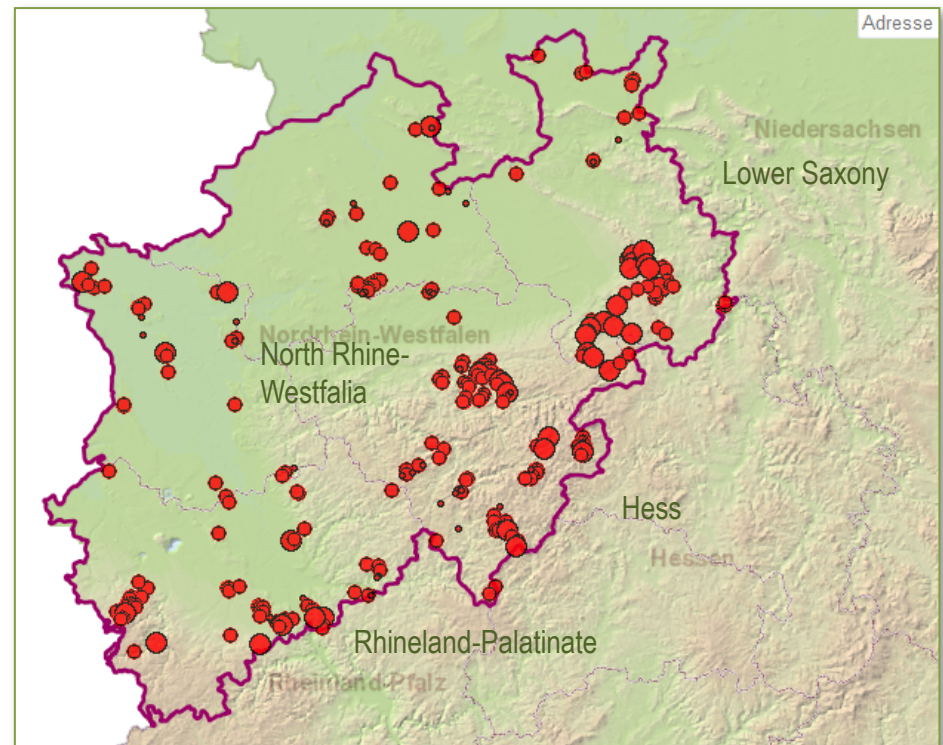 Adresse
Niedersachsen
Lower Saxony
Nordrhein-Westfalen
North Rhine-
Westfalia
Hess
Hessen
Rhineland-Palatinate
Rheinland-Pfalz